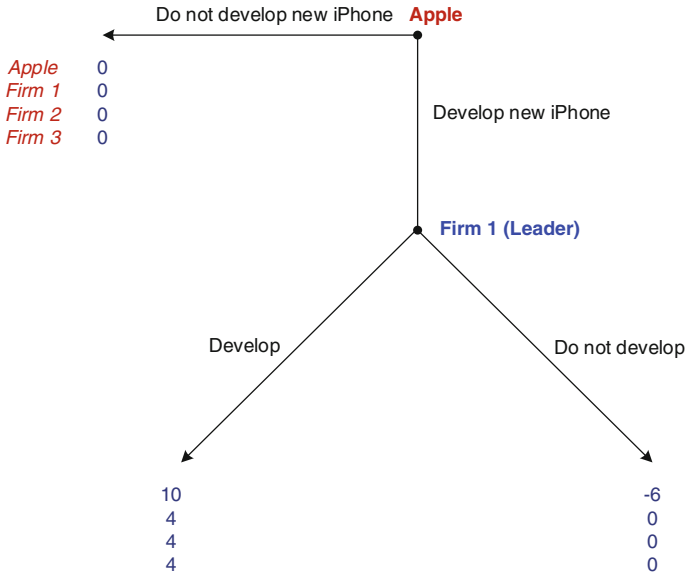 Do not develop new iPhone Apple
Apple 0
Firm 1 0
Firm 2 0
Firm 3 0
Develop new iPhone
Firm 1 (Leader)
Develop
Do not develop
10 -6
4 0
4 0
4 0